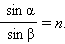 sin α
sin β = n.